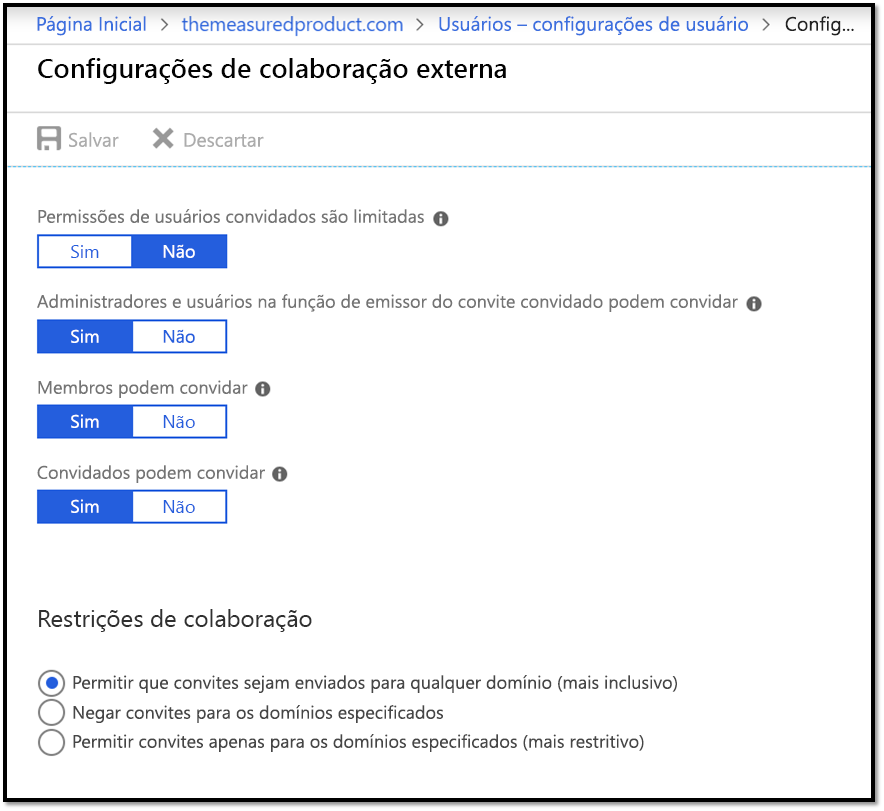 Página Inicial > themeasuredproduct.com > Usuários – configurações de usuário > Config...
Configurações de colaboração externa
Salvar Descartar
Permissões de usuários convidados são limitadas
Sim Não
Administradores e usuários na função de emissor do convite convidado podem convidar
Sim Não
Membros podem convidar
Sim Não
Convidados podem convidar
Sim Não
Restrições de colaboração
Permitir que convites sejam enviados para qualquer domínio (mais inclusivo)
Negar convites para os domínios especificados
Permitir convites apenas para os domínios especificados (mais restritivo)